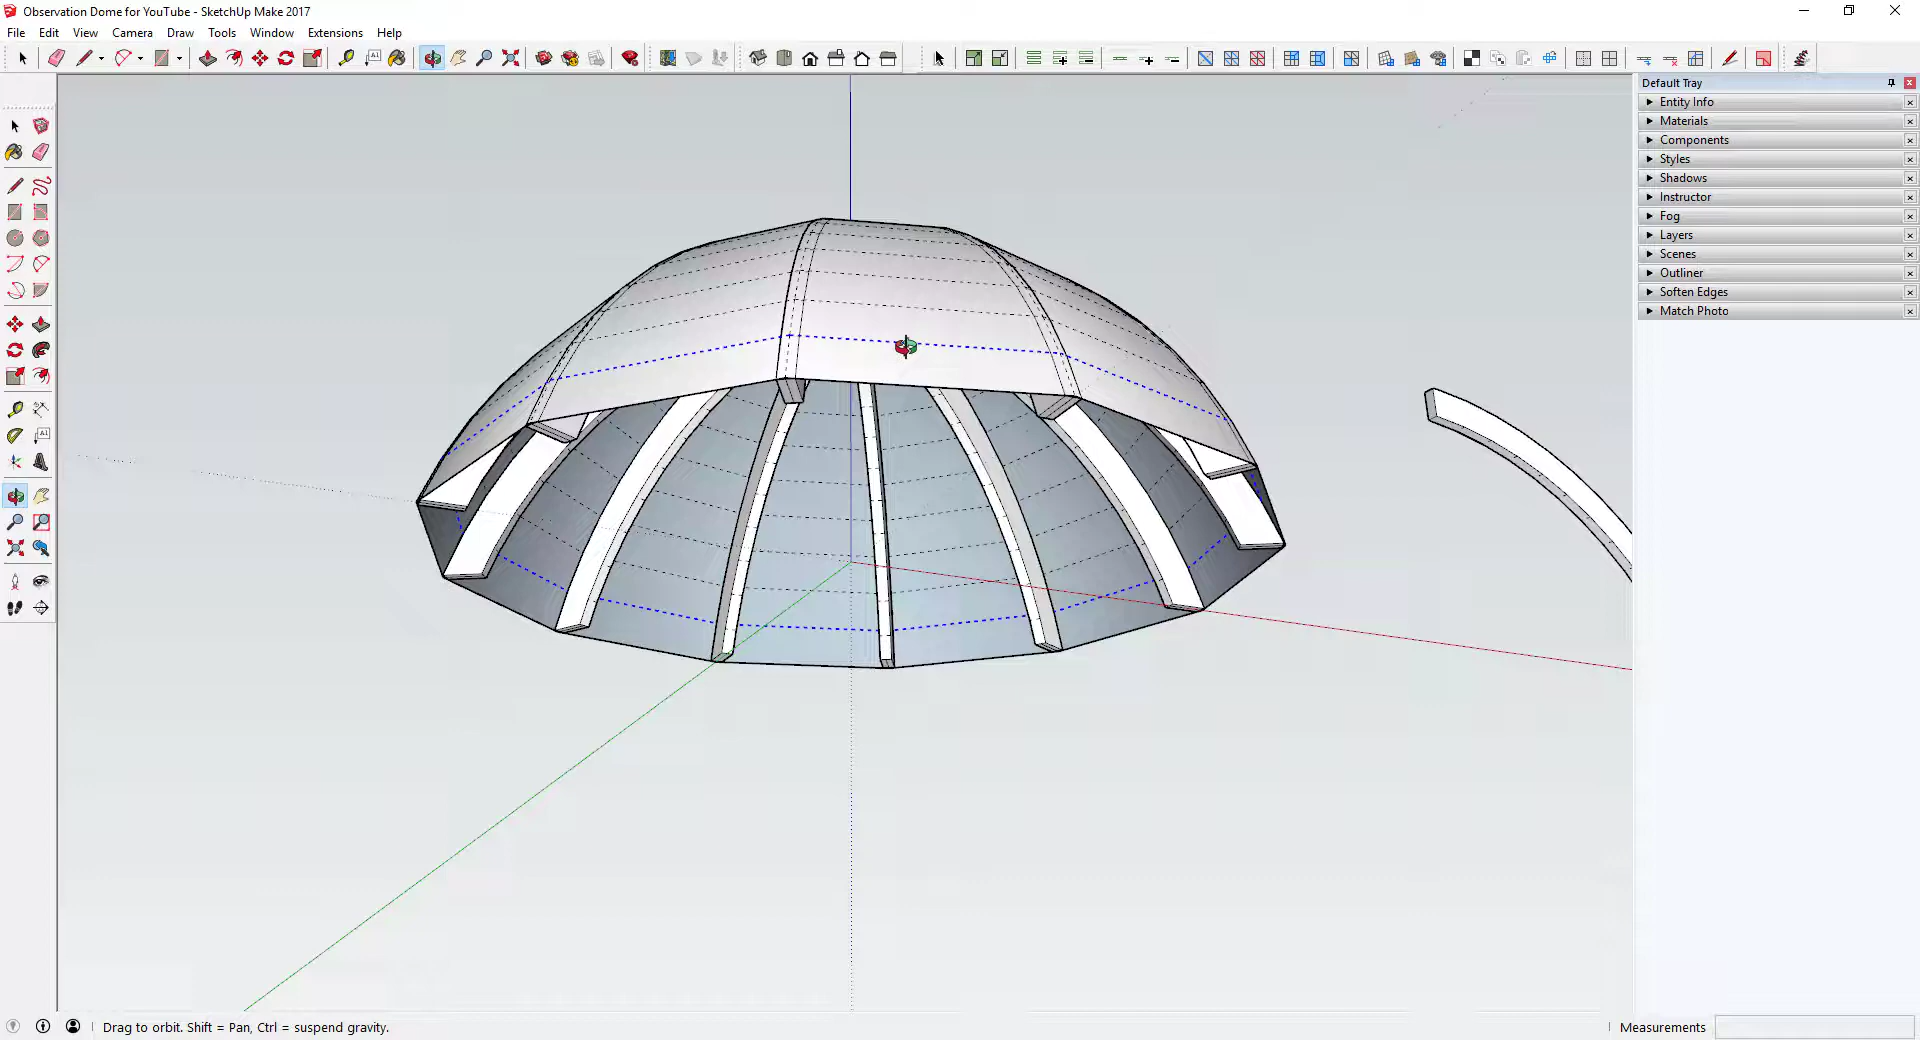 Observation Dome for YouTube - SketchUp Make 2017
File Edit View Camera Draw Tools Window Extensions Help
Default Tray
Entity Info
Materials
Components
Styles
Shadows
Instructor
Fog
Layers
Scenes
Outliner
Soften Edges
Match Photo
Drag to orbit. Shift = Pan, Ctrl = suspend gravity.
Measurements